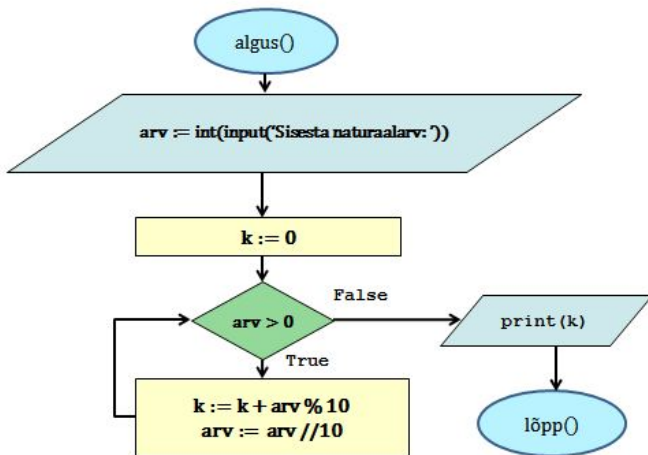 algus()
arv := int(input('Sisesta naturaalarv: '))
k := 0
arv > 0
False
print(k)
True
k := k + arv % 10
arv := arv //10
lõpp()